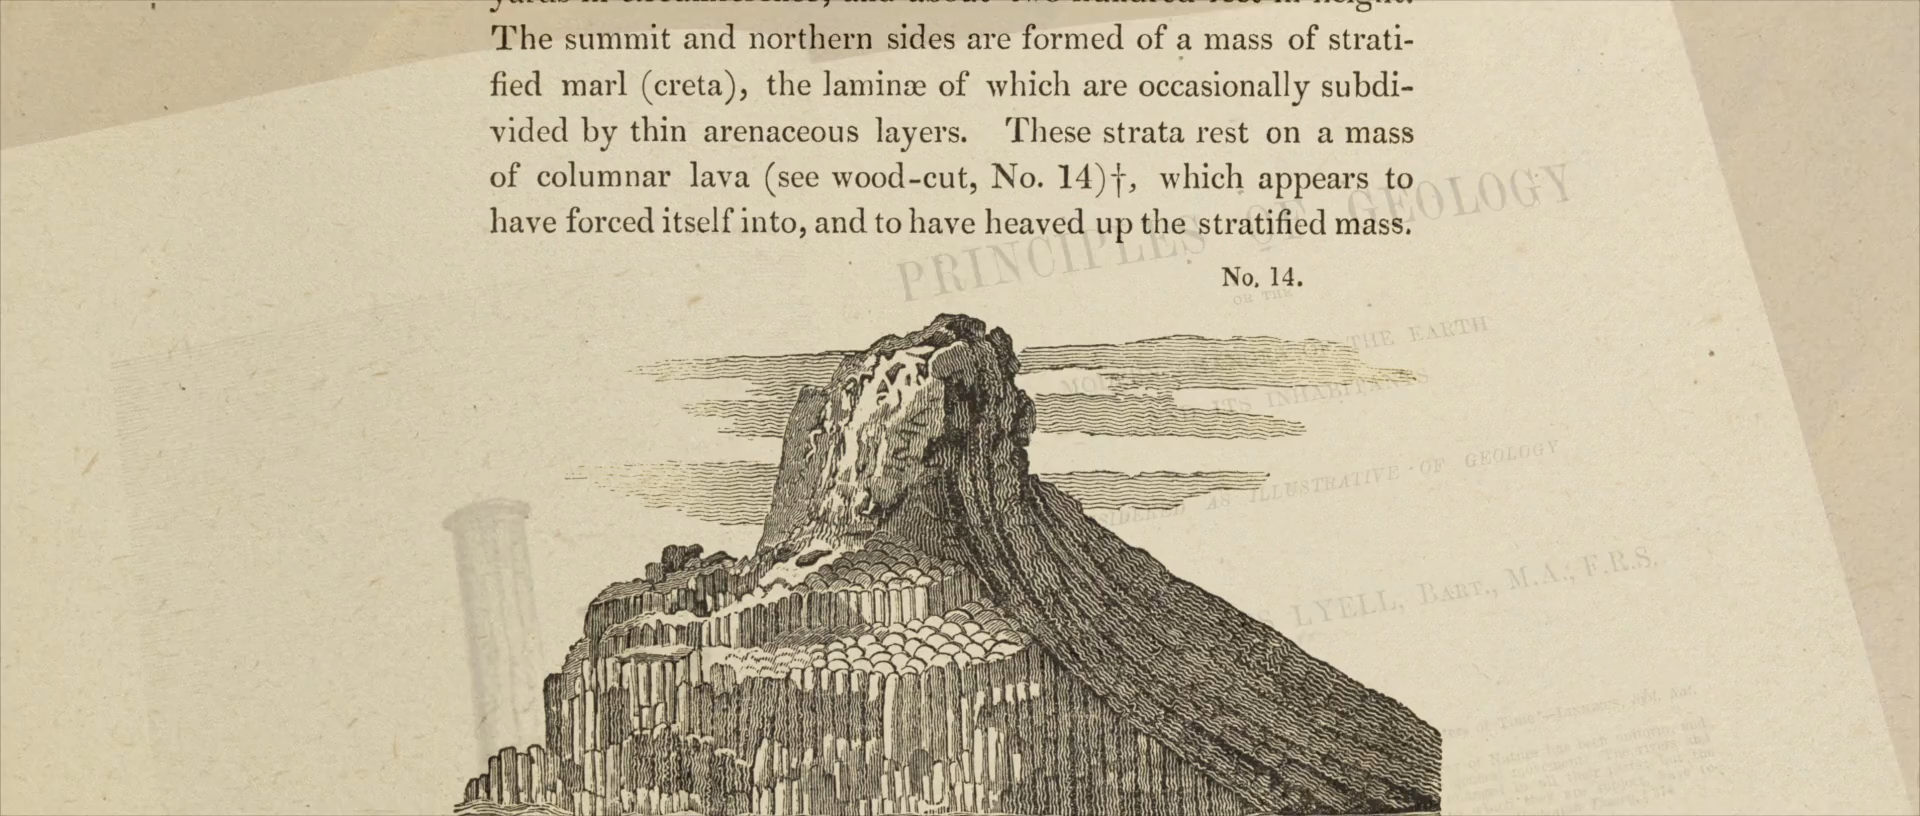 The summit and northern sides are formed of a mass of strati-
fied marl (creta), the laminæ of which are occasionally subdi-
vided by thin arenaceous layers. These strata rest on a mass
of columnar lava (see wood-cut, No. 14)†, which appears to
have forced itself into, and to have heaved up the stratified mass.
No. 14.
PRINCIPLES OF GEOLOGY
OR THE
THE EARTH
ITS INHABITANTS
AS ILLUSTRATIVE OF GEOLOGY
LYELL, BART., M.A., F.R.S.